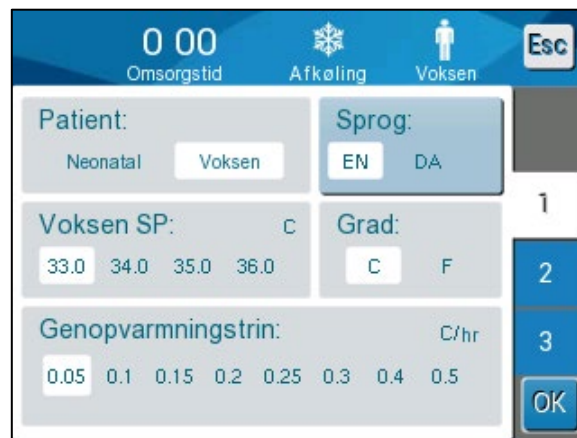 0 00
Omsorgstid
Afkøling
Voksen
Esc
Patient:
Neonatal Voksen
Sprog:
EN DA
Voksen SP: C
33.0 34.0 35.0 36.0
Grad:
C F
Genopvarmningstrin: C/hr
0.05 0.1 0.15 0.2 0.25 0.3 0.4 0.5
1
2
3
OK